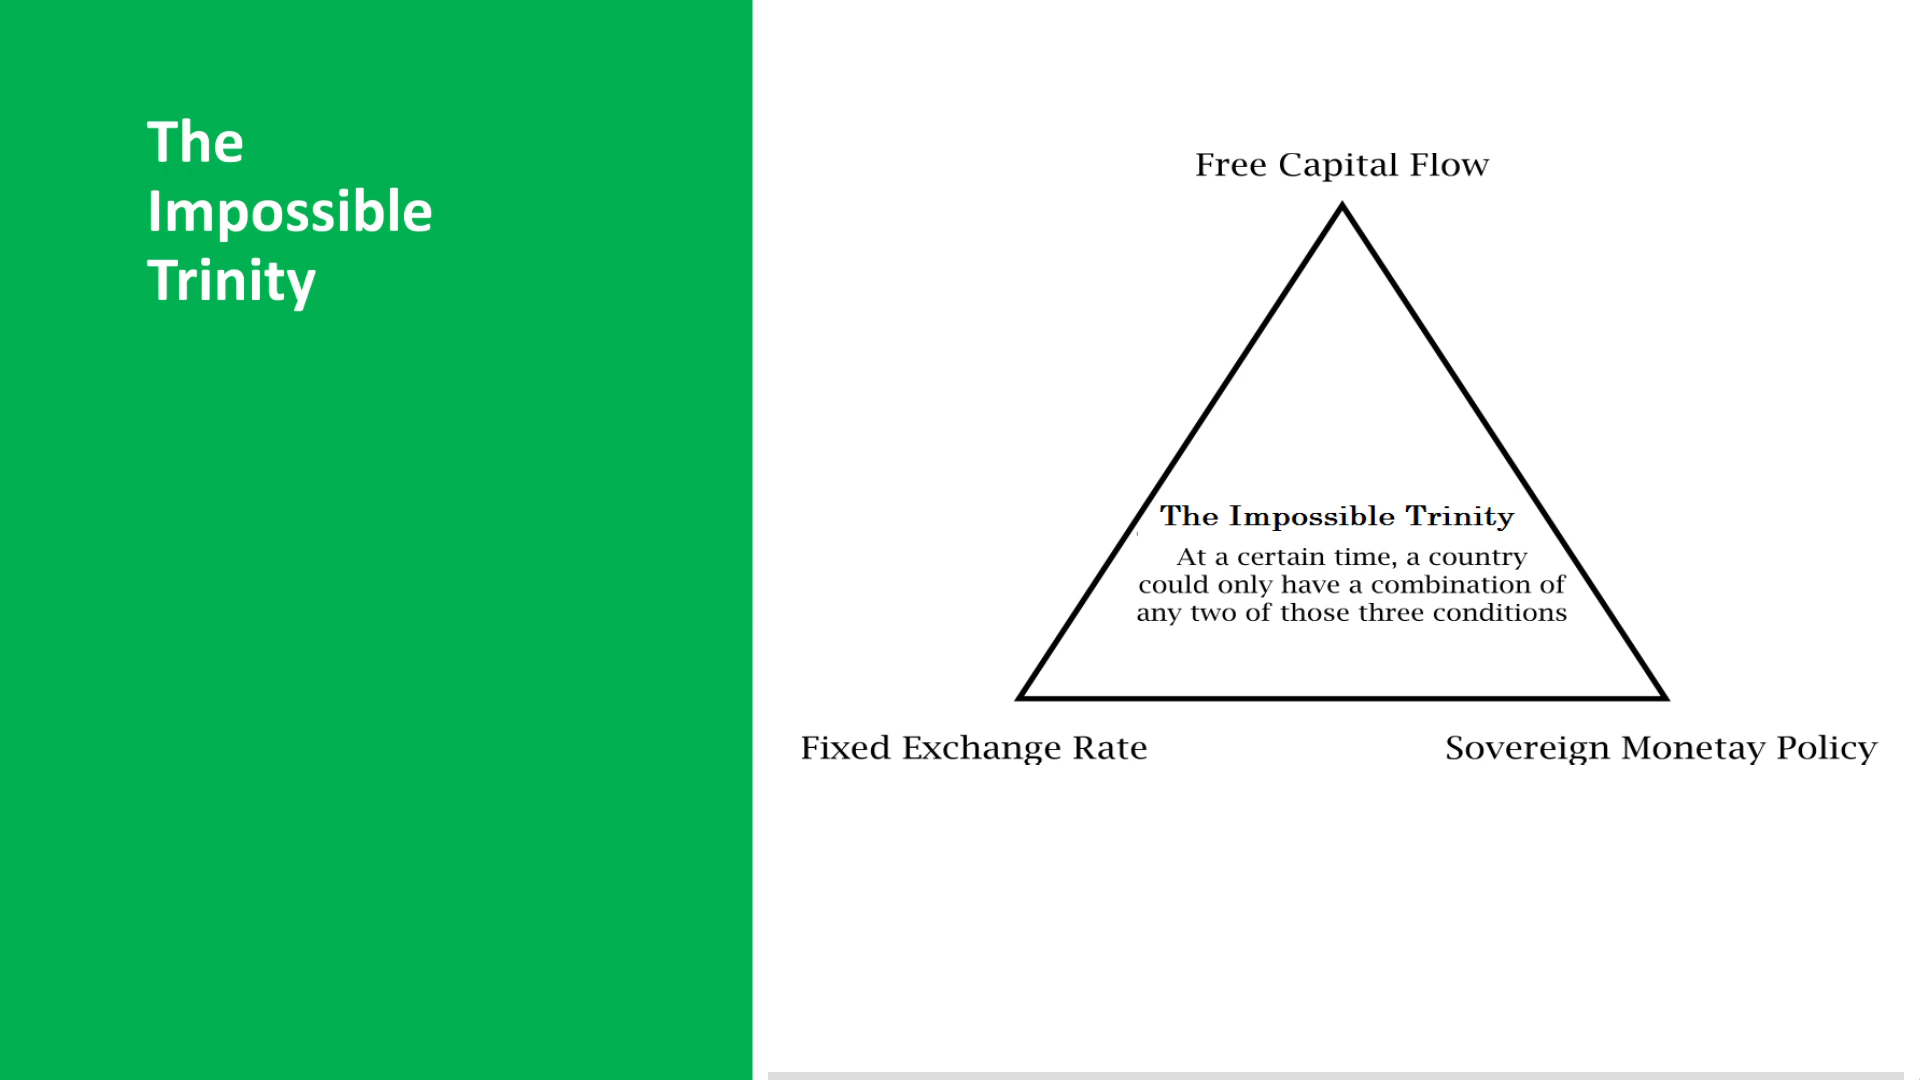 The
Impossible
Trinity
Free Capital Flow
The Impossible Trinity
At a certain time, a country
could only have a combination of
any two of those three conditions
Fixed Exchange Rate
Sovereign Monetay Policy